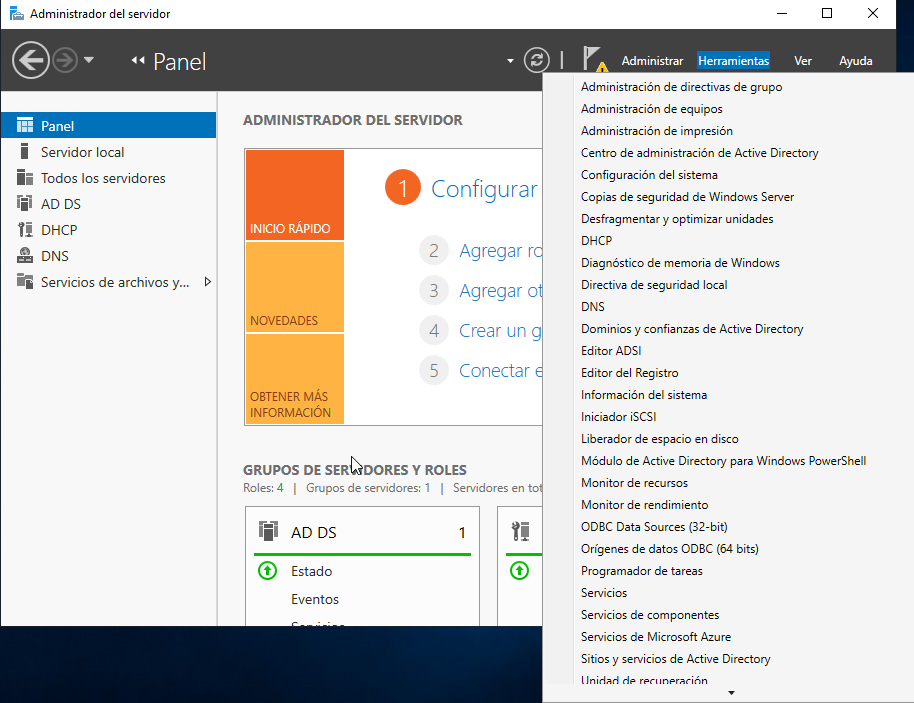 Administrador del servidor
Panel
Administrar Herramientas Ver Ayuda
Panel
Servidor local
Todos los servidores
AD DS
DHCP
DNS
Servicios de archivos y...
ADMINISTRADOR DEL SERVIDOR
INICIO RÁPIDO
NOVEDADES
OBTENER MÁS
INFORMACIÓN
1 Configurar
2 Agregar ro
3 Agregar ot
4 Crear un g
5 Conectar e
GRUPOS DE SERVIDORES Y ROLES
Roles: 4 | Grupos de servidores: 1 | Servidores en tot
AD DS 1
Estado
Eventos
Servicios
Administración de directivas de grupo
Administración de equipos
Administración de impresión
Centro de administración de Active Directory
Configuración del sistema
Copias de seguridad de Windows Server
Desfragmentar y optimizar unidades
DHCP
Diagnóstico de memoria de Windows
Directiva de seguridad local
DNS
Dominios y confianzas de Active Directory
Editor ADSI
Editor del Registro
Información del sistema
Iniciador iSCSI
Liberador de espacio en disco
Módulo de Active Directory para Windows PowerShell
Monitor de recursos
Monitor de rendimiento
ODBC Data Sources (32-bit)
Orígenes de datos ODBC (64 bits)
Programador de tareas
Servicios
Servicios de componentes
Servicios de Microsoft Azure
Sitios y servicios de Active Directory
Unidad de recuperación